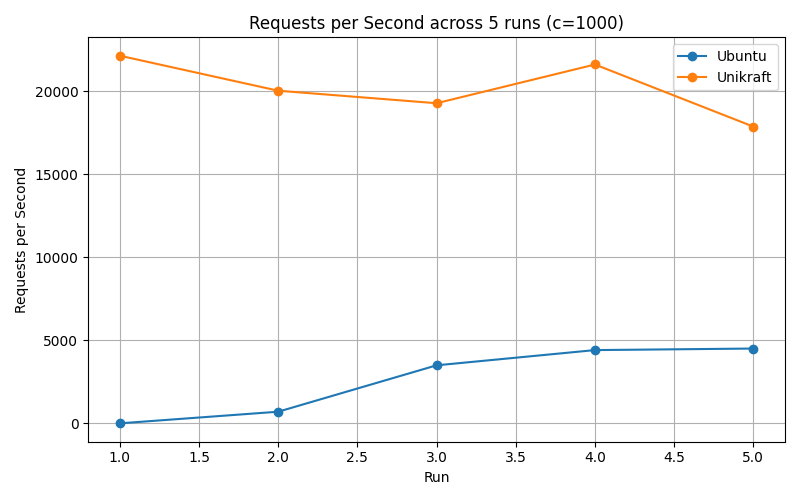 Requests per Second across 5 runs (c=1000)
Ubuntu
Unikraft
Requests per Second
20000
15000
10000
5000
0
1.0 1.5 2.0 2.5 3.0 3.5 4.0 4.5 5.0
Run